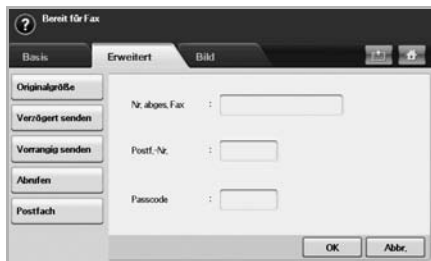 Bereit für Fax
Basis Erweitert Bild
Originalgröße
Verzögert senden
Vorrangig senden
Abrufen
Postfach
Nr. abges. Fax :
Postf.-Nr. :
Passcode :
OK Abbr.